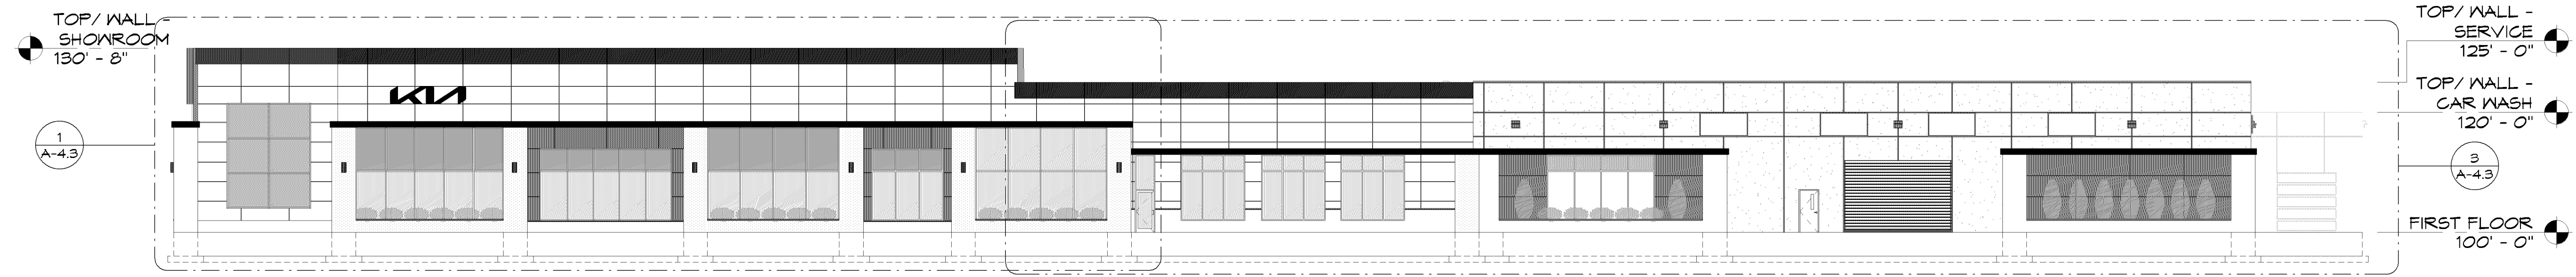 TOP/ WALL -
SHOWROOM
130' - 8"
1
A-4.3
KIA
TOP/ WALL -
SERVICE
125' - 0"
TOP/ WALL -
CAR WASH
120' - 0"
3
A-4.3
FIRST FLOOR
100' - 0"